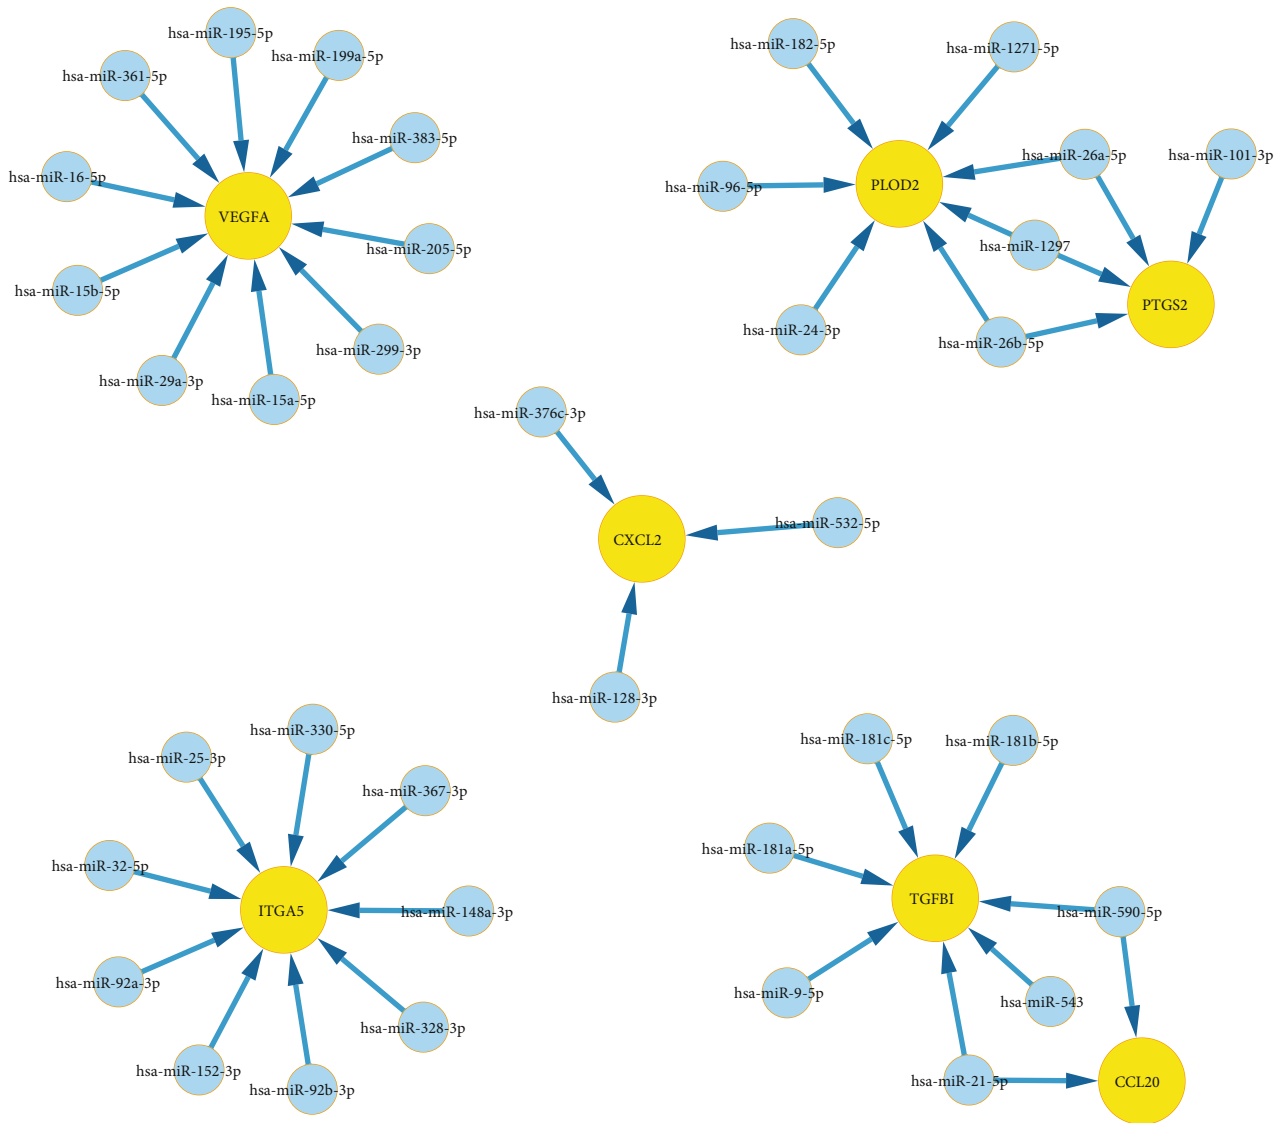 hsa-miR-195-5p
hsa-miR-199a-5p
hsa-miR-361-5p
hsa-miR-383-5p
hsa-miR-16-5p
VEGFA
hsa-miR-205-5p
hsa-miR-15b-5p
hsa-miR-299-3p
hsa-miR-29a-3p
hsa-miR-15a-5p
hsa-miR-182-5p
hsa-miR-1271-5p
hsa-miR-26a-5p
hsa-miR-101-3p
hsa-miR-96-5p
PLOD2
hsa-miR-1297
PTGS2
hsa-miR-24-3p
hsa-miR-26b-5p
hsa-miR-376c-3p
hsa-miR-532-5p
CXCL2
hsa-miR-128-3p
hsa-miR-330-5p
hsa-miR-25-3p
hsa-miR-367-3p
hsa-miR-32-5p
ITGA5
hsa-miR-148a-3p
hsa-miR-92a-3p
hsa-miR-328-3p
hsa-miR-152-3p
hsa-miR-92b-3p
hsa-miR-181c-5p
hsa-miR-181b-5p
hsa-miR-181a-5p
TGFBI
hsa-miR-590-5p
hsa-miR-9-5p
hsa-miR-543
hsa-miR-21-5p
CCL20